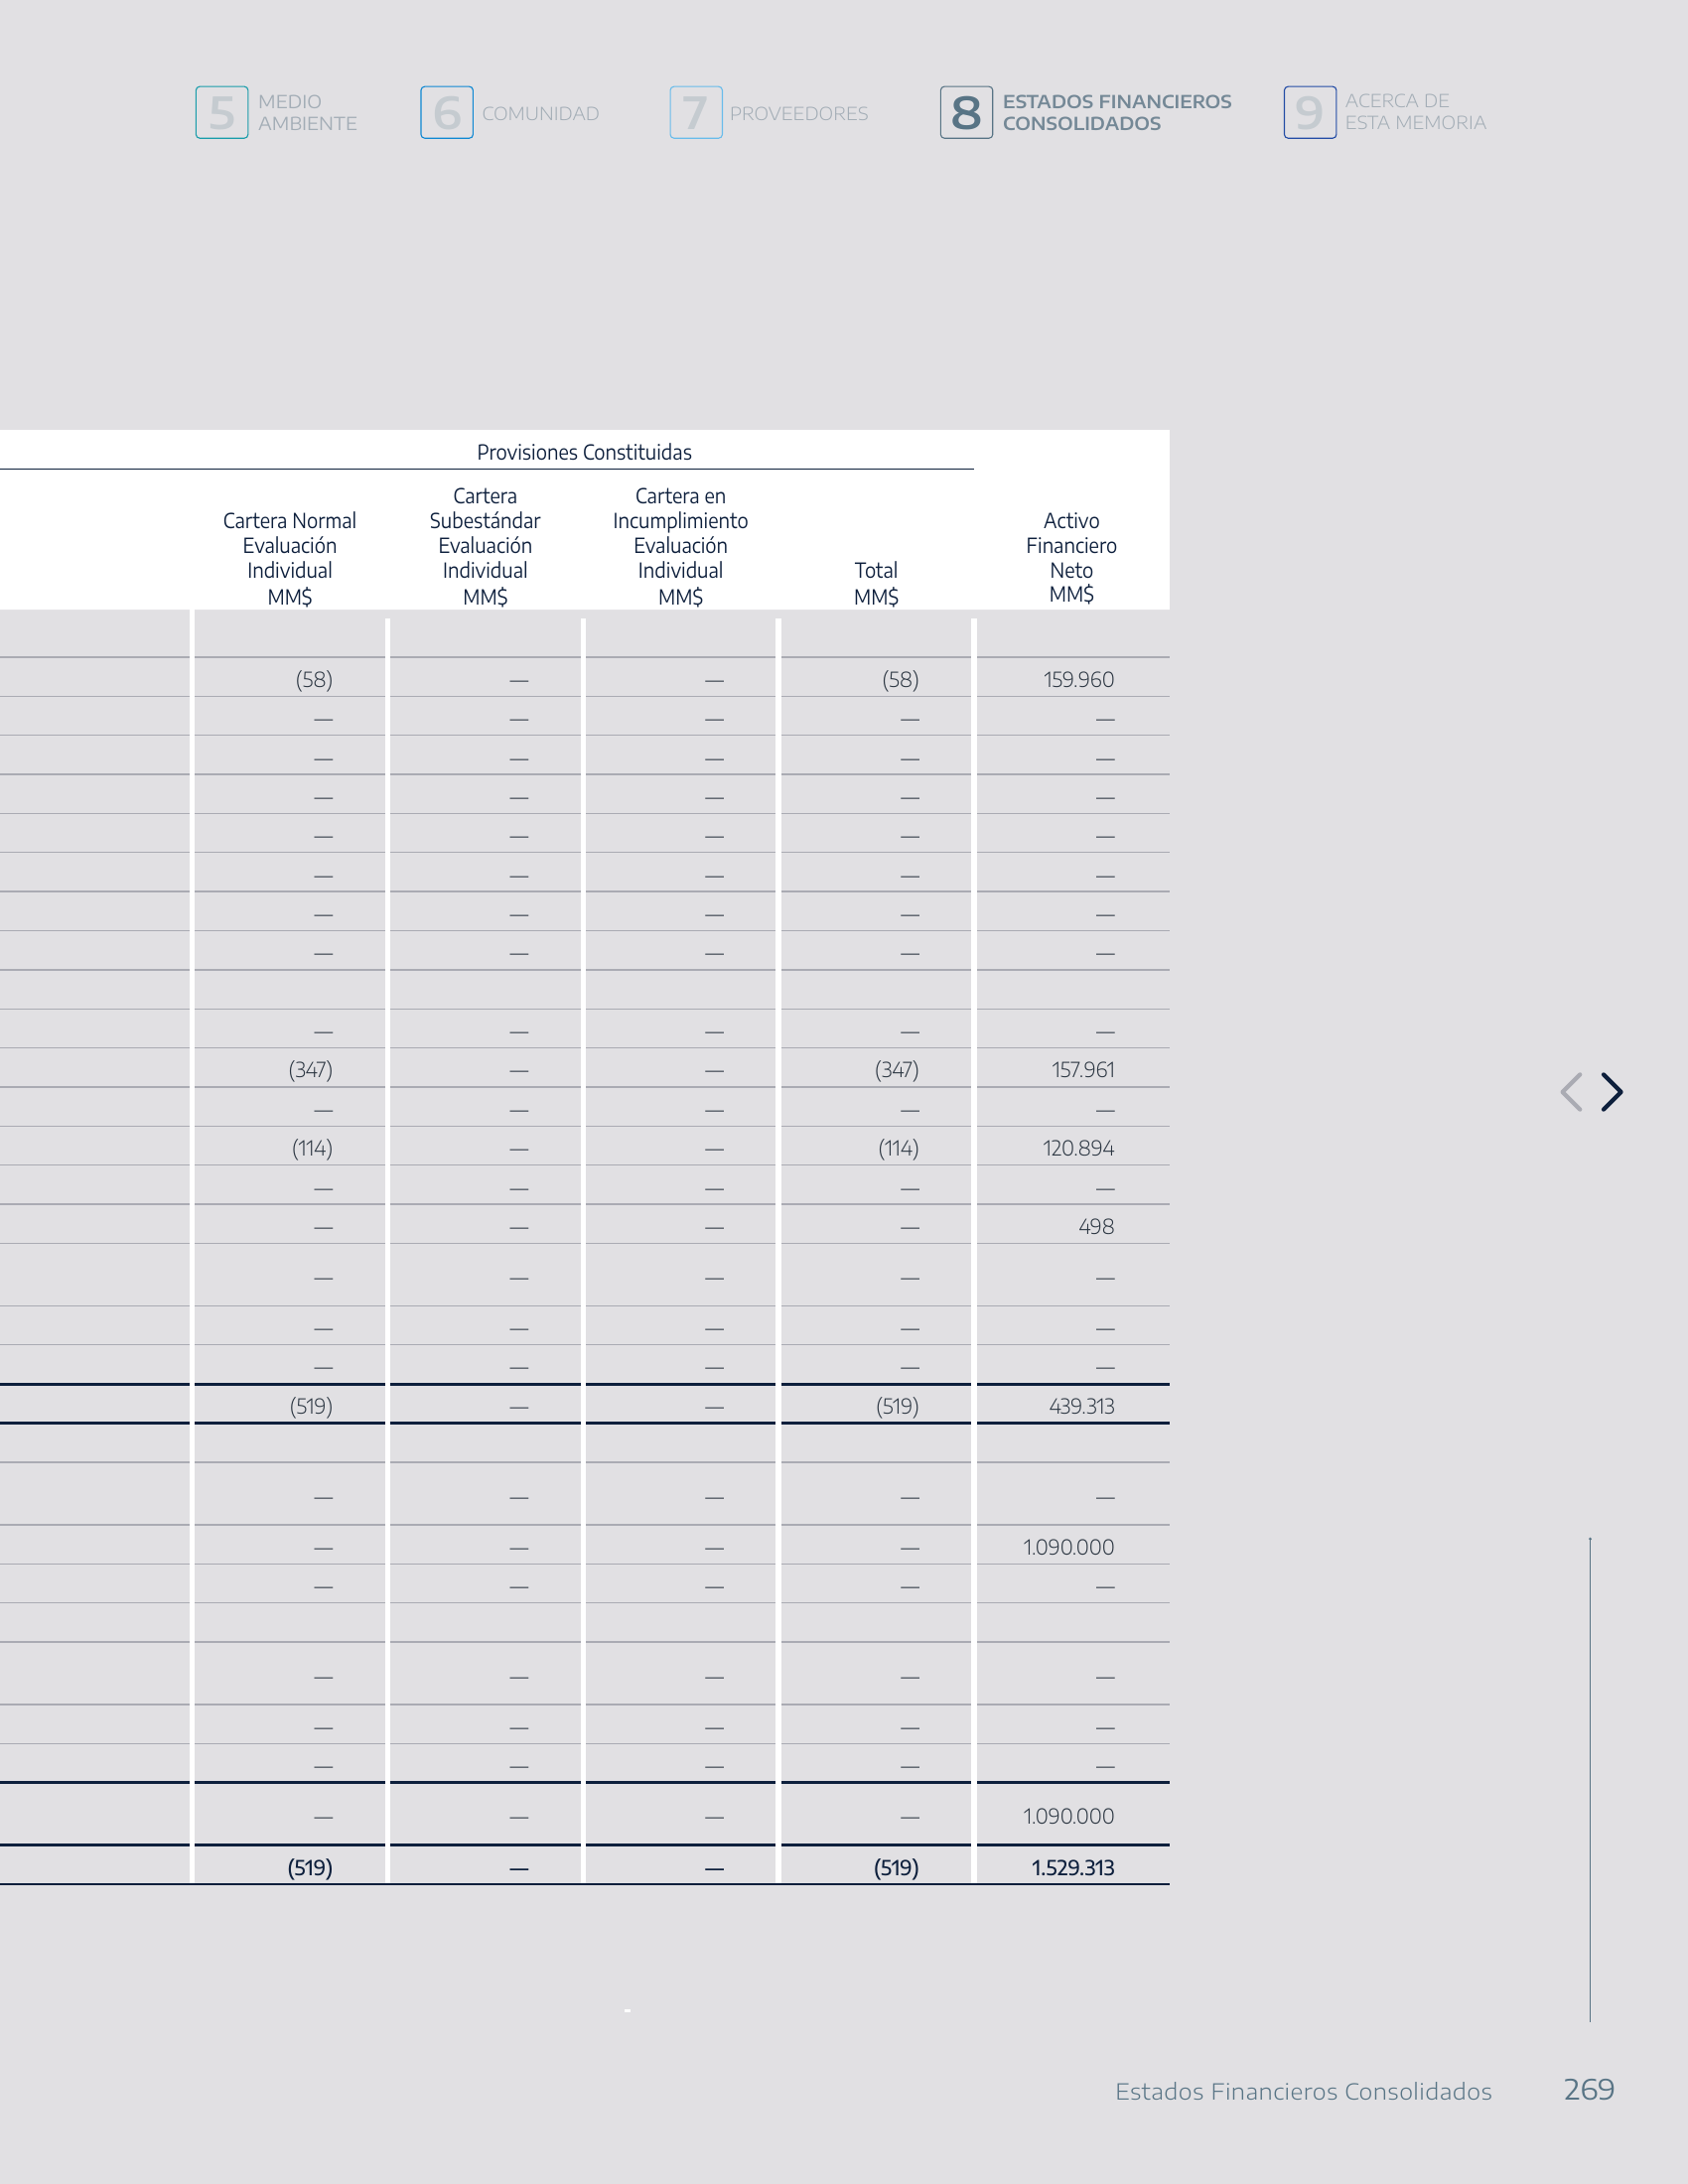 5 MEDIO
AMBIENTE
6 COMUNIDAD
7 PROVEEDORES
8 ESTADOS FINANCIEROS
CONSOLIDADOS
9 ACERCA DE
ESTA MEMORIA
Provisiones Constituidas
Cartera Normal
Evaluación
Individual
MM$
Cartera
Subestándar
Evaluación
Individual
MM$
Cartera en
Incumplimiento
Evaluación
Individual
MM$
Total
MM$
Activo
Financiero
Neto
MM$
(58) — — (58) 159.960
— — — — —
— — — — —
— — — — —
— — — — —
— — — — —
— — — — —
— — — — —
— — — — —
(347) — — (347) 157.961
— — — — —
(114) — — (114) 120.894
— — — — —
— — — — 498
— — — — —
— — — — —
— — — — —
(519) — — (519) 439.313
— — — — —
— — — — 1.090.000
— — — — —
— — — — —
— — — — —
— — — — —
— — — — 1.090.000
(519) — — (519) 1.529.313
-
Estados Financieros Consolidados 269